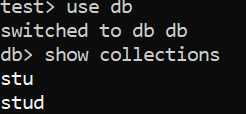 test> use db
switched to db db
db> show collections
stu
stud